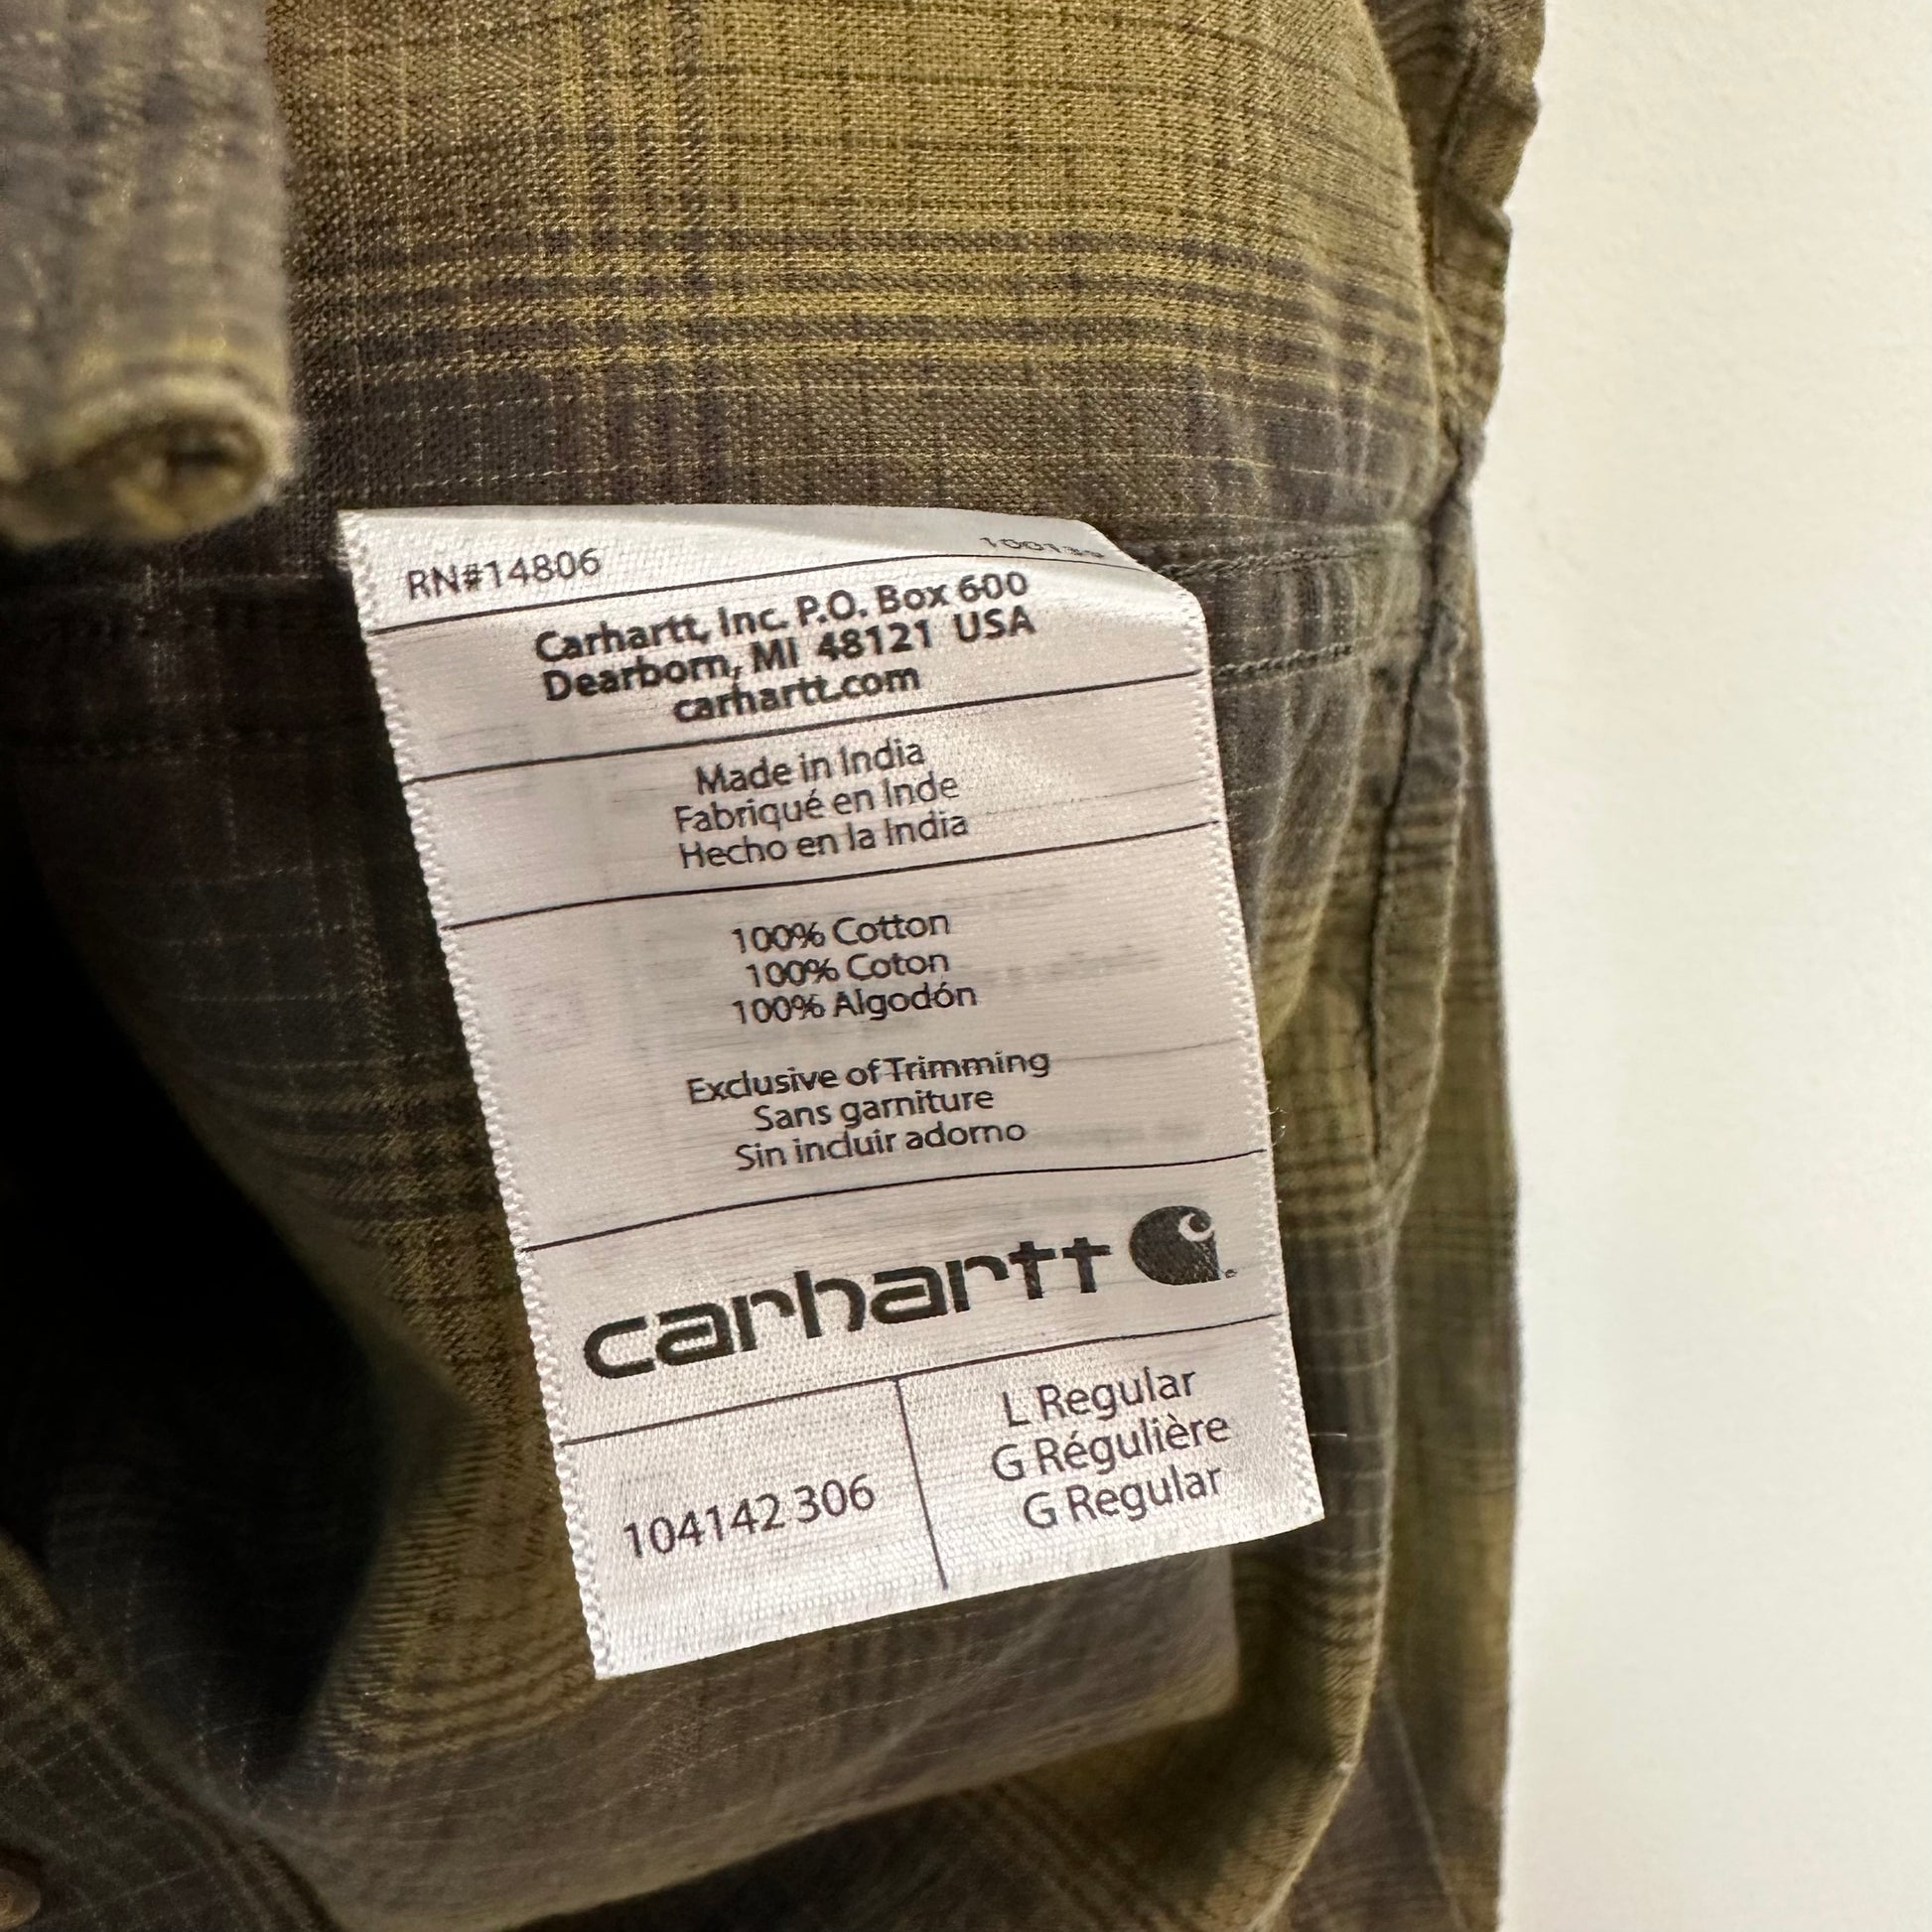 RN#14806
Carhartt, Inc. P.O. Box 600
Dearborn, MI 48121 USA
carhartt.com
Made in India
Fabriqué en Inde
Hecho en la India
100% Cotton
100% Coton
100% Algodón
Exclusive of Trimming
Sans garniture
Sin incluir adorno
carhartt
104142 306
L Regular
G Régulière
G Regular